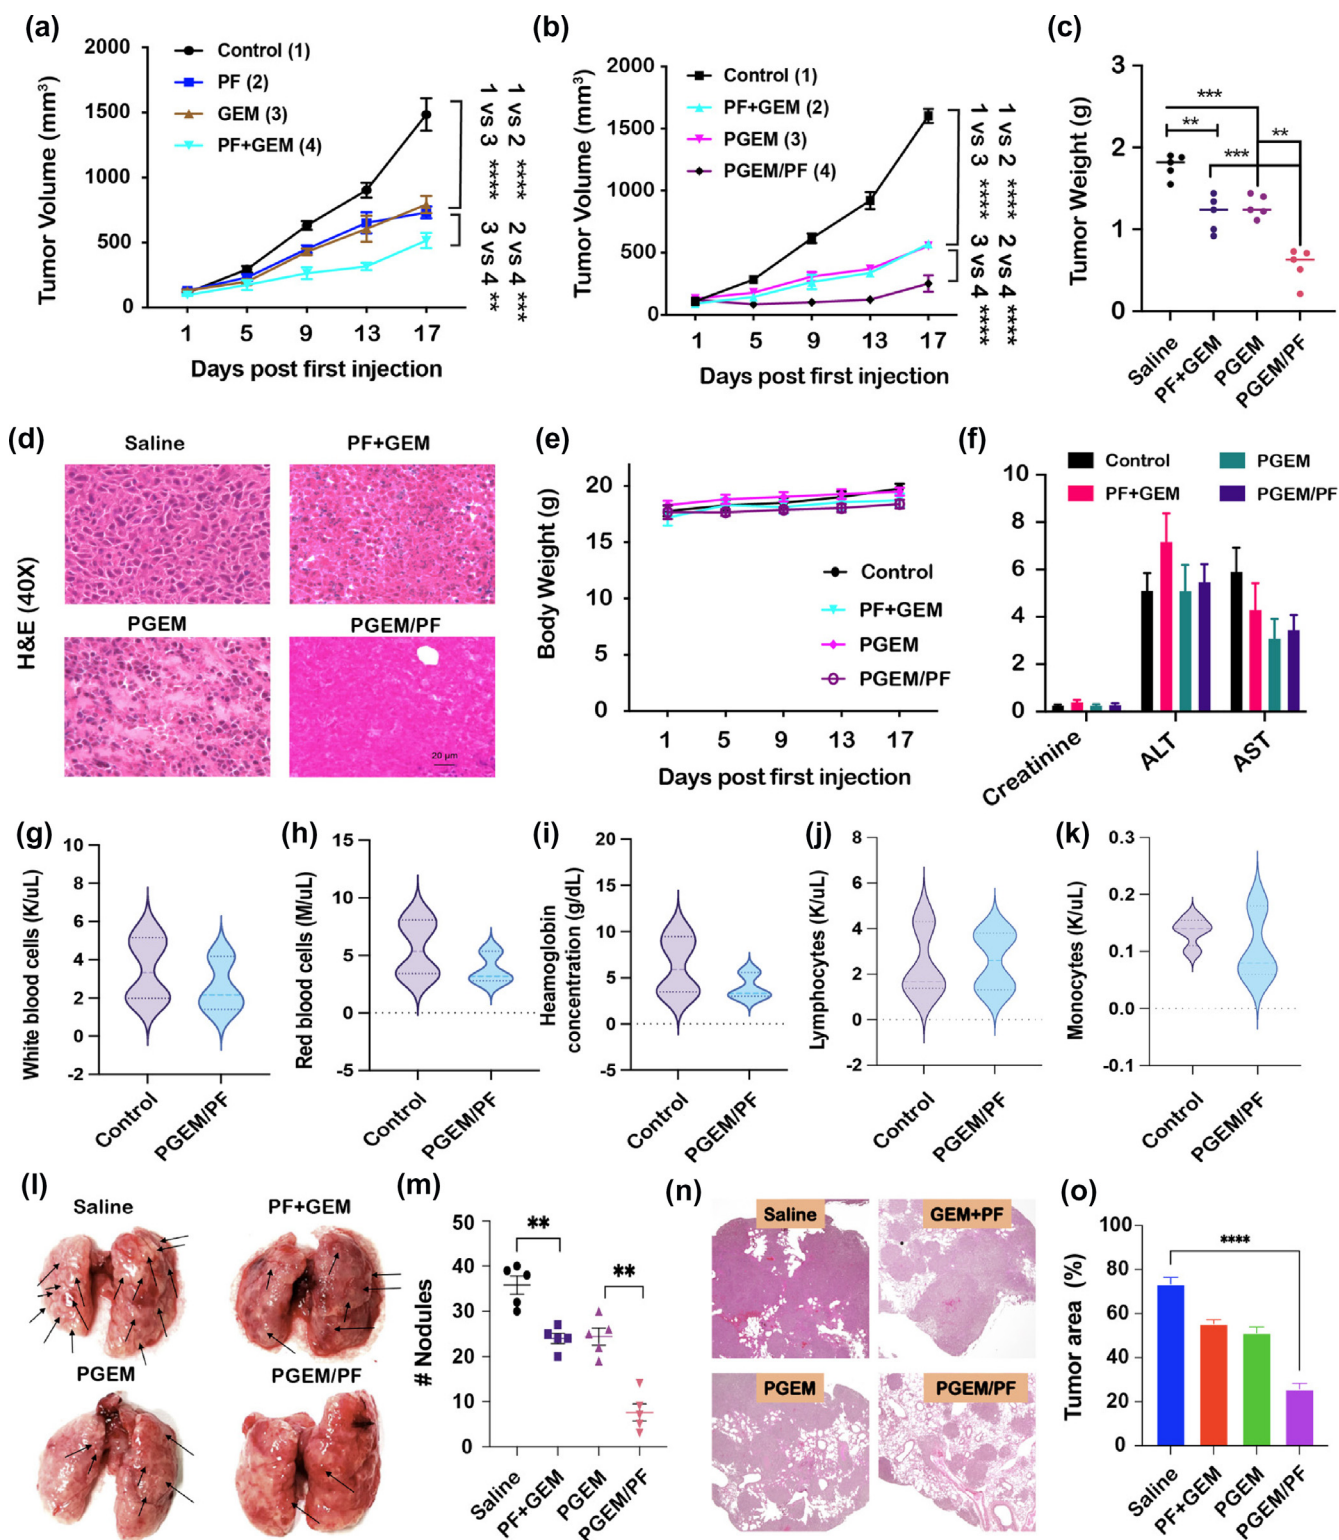 (a)
2000
1500
1000
500
0
Tumor Volume (mm³)
Control (1)
PF (2)
GEM (3)
PF+GEM (4)
1 vs 2 **** 2 vs 4 ***
1 vs 3 **** 3 vs 4 **
1 5 9 13 17
Days post first injection
(b)
2000
1500
1000
500
0
Tumor Volume (mm³)
Control (1)
PF+GEM (2)
PGEM (3)
PGEM/PF (4)
1 vs 2 **** 2 vs 4 ****
1 vs 3 **** 3 vs 4 ****
1 5 9 13 17
Days post first injection
(c)
3
2
1
0
Tumor Weight (g)
***
**
**
***
Saline
PF+GEM
PGEM
PGEM/PF
(d)
H&E (40X)
Saline
PF+GEM
PGEM
PGEM/PF
20 µm
(e)
20
15
10
5
0
Body Weight (g)
Control
PF+GEM
PGEM
PGEM/PF
1 5 9 13 17
Days post first injection
(f)
Control
PGEM
PF+GEM
PGEM/PF
10
8
6
4
2
0
Creatinine
ALT
AST
(g)
10
8
6
4
2
0
-2
White blood cells (K/uL)
Control
PGEM/PF
(h)
15
10
5
0
-5
Red blood cells (M/uL)
Control
PGEM/PF
(i)
20
15
10
5
0
-5
Heamoglobin
concentration (g/dL)
Control
PGEM/PF
(j)
8
6
4
2
0
-2
Lymphocytes (K/uL)
Control
PGEM/PF
(k)
0.3
0.2
0.1
0.0
-0.1
Monocytes (K/uL)
Control
PGEM/PF
(l)
Saline
PF+GEM
PGEM
PGEM/PF
(m)
50
40
30
20
10
0
# Nodules
**
**
Saline
PF+GEM
PGEM
PGEM/PF
(n)
Saline
GEM+PF
PGEM
PGEM/PF
(o)
100
80
60
40
20
0
Tumor area (%)
****
Saline
PF+GEM
PGEM
PGEM/PF